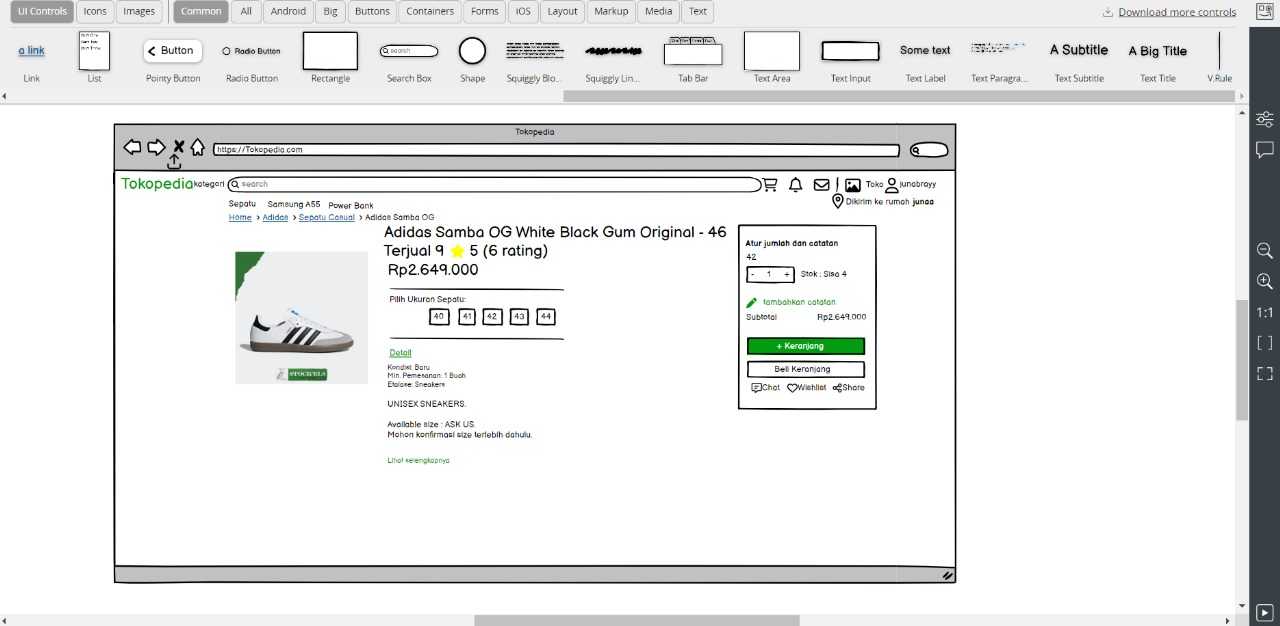 UI Controls Icons Images Common All Android Big Buttons Containers Forms iOS Layout Markup Media Text Download more controls
a link Button Radio Button search Some text A Subtitle A Big Title
Link List Pointy Button Radio Button Rectangle Search Box Shape Squiggly Blo... Squiggly Lin... Tab Bar Text Area Text Input Text Label Text Paragra... Text Subtitle Text Title V.Rule
1:1
Tokopedia
https://Tokopedia.com
Tokopedia kategori search Toko junabrayy
Sepatu Samsung A55 Power Bank
Dikirim ke rumah junaa
Home > Adidas > Sepatu Casual > Adidas Samba OG
Adidas Samba OG White Black Gum Original - 46
Terjual 9 5 (6 rating)
Rp2.649.000
Pilih Ukuran Sepatu:
40 41 42 43 44
Detail
Kondisi: Baru
Min. Pemesanan: 1 Buah
Etalase: Sneakers
UNISEX SNEAKERS.
Available size : ASK US.
Mohon konfirmasi size terlebih dahulu.
Lihat selengkapnya
STOCKPELS
Atur jumlah dan catatan
42
- 1 + Stok : Sisa 4
tambahkan catatan
Subtotal Rp2.649.000
+ Keranjang
Beli Keranjang
Chat Wishlist Share